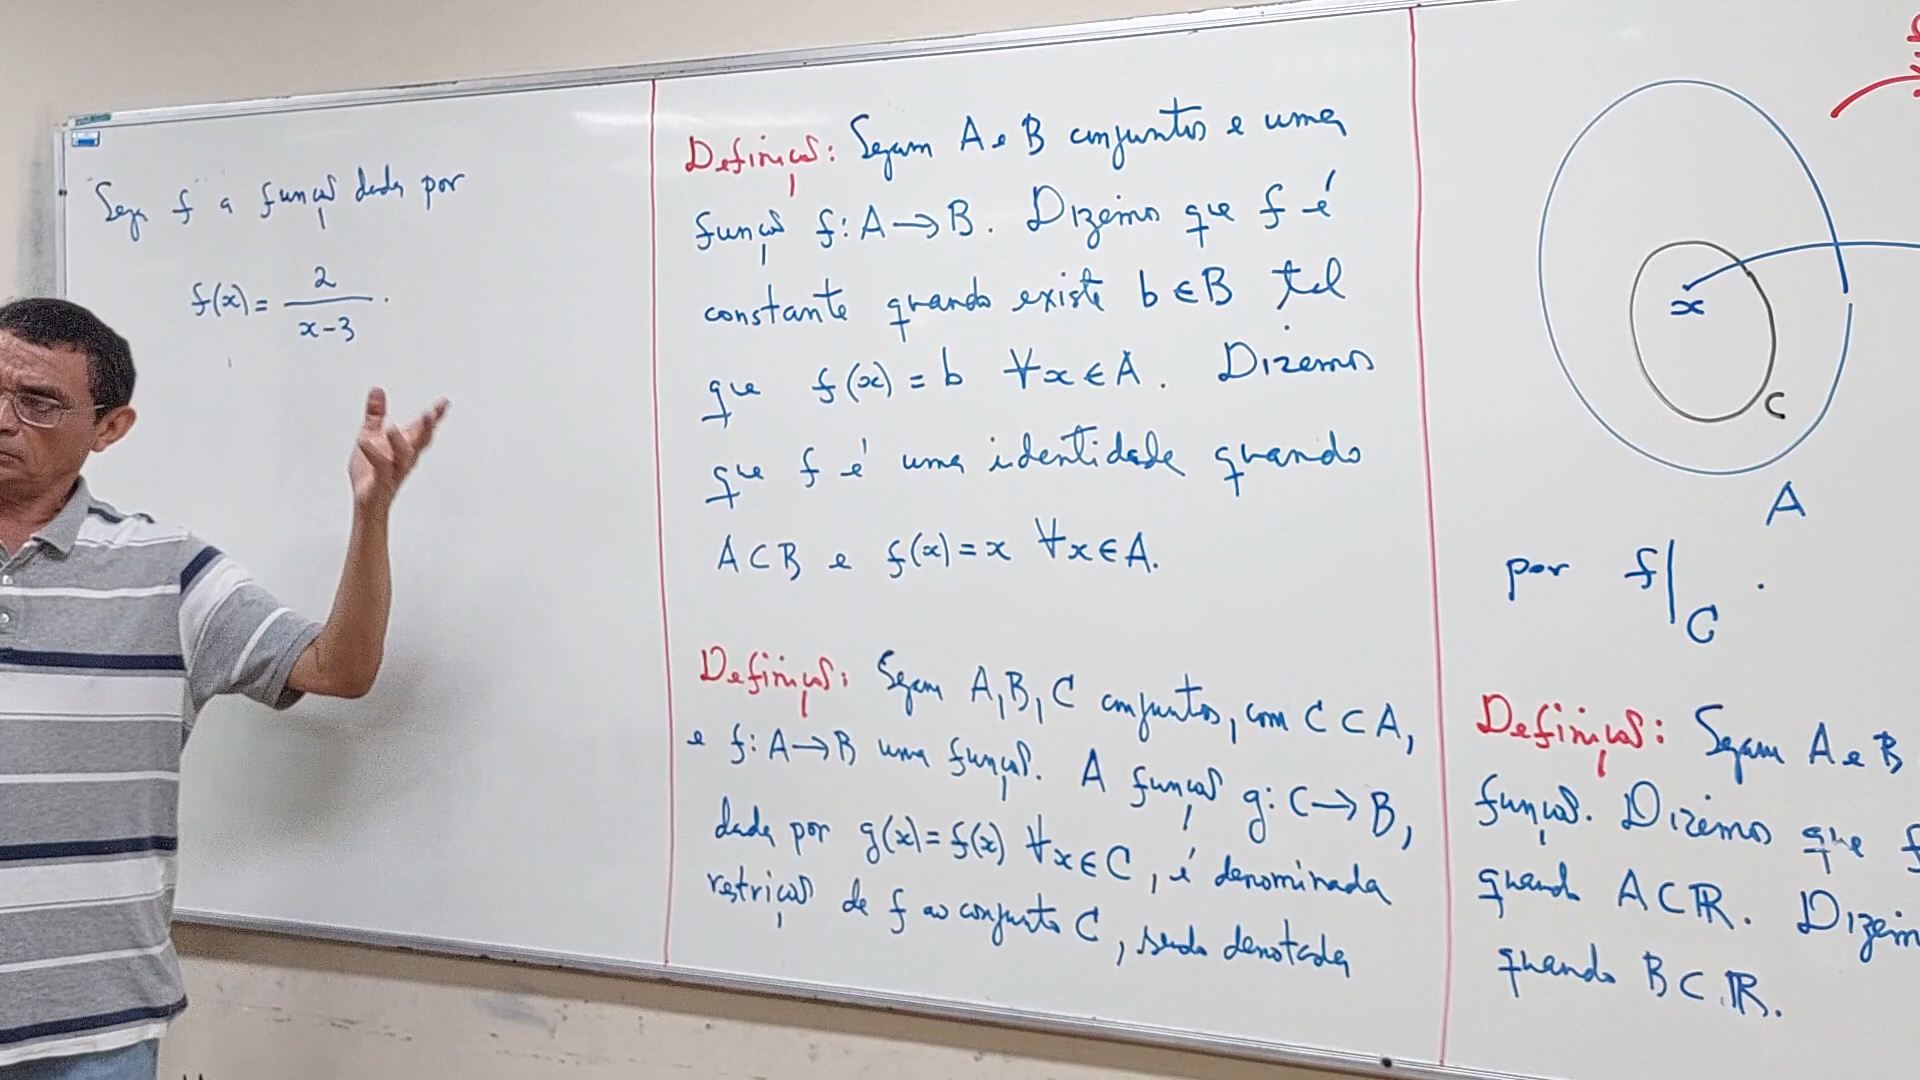 Seja f a função dada por
f(x) = 2 / (x-3) .
Definição: Sejam A e B conjuntos e uma
função f: A → B. Dizemos que f é
constante quando existe b ∈ B tal
que f(x) = b ∀x ∈ A. Dizemos
que f é uma identidade quando
A ⊂ B e f(x) = x ∀x ∈ A.
Definição: Sejam A, B, C conjuntos, com C ⊂ A,
e f: A → B uma função. A função g: C → B,
dada por g(x) = f(x) ∀x ∈ C, é denominada
restrição de f ao conjunto C, sendo denotada
x
C
A
por f|C .
Definição: Sejam A e B
função. Dizemos que f
quando A ⊂ ℝ. Dizem
quando B ⊂ ℝ.